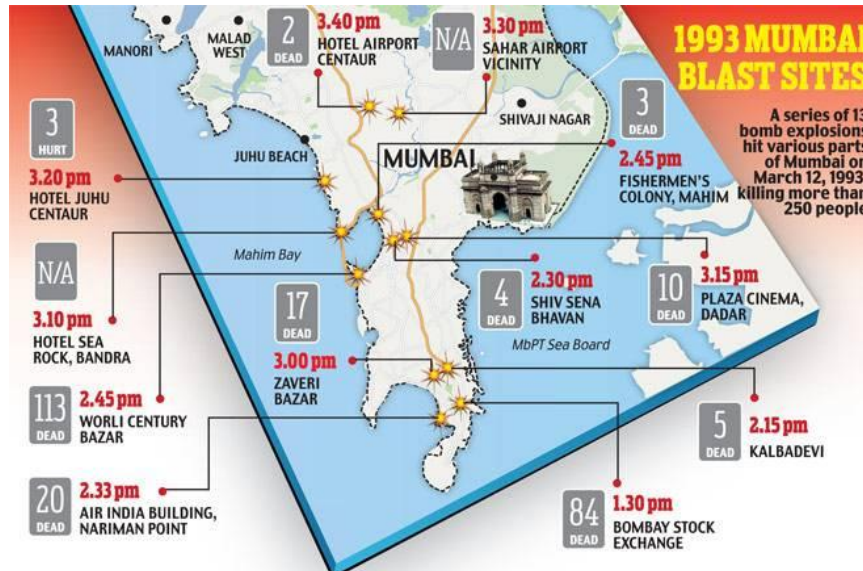 1993 MUMBAI
BLAST SITES
A series of 13
bomb explosions
hit various parts
of Mumbai on
March 12, 1993,
killing more than
250 people
MANORI
MALAD
WEST
2
DEAD
3.40 pm
HOTEL AIRPORT
CENTAUR
N/A
3.30 pm
SAHAR AIRPORT
VICINITY
SHIVAJI NAGAR
3
DEAD
2.45 pm
FISHERMEN'S
COLONY, MAHIM
3
HURT
3.20 pm
HOTEL JUHU
CENTAUR
JUHU BEACH
MUMBAI
Mahim Bay
N/A
3.10 pm
HOTEL SEA
ROCK, BANDRA
17
DEAD
3.00 pm
ZAVERI
BAZAR
4
DEAD
2.30 pm
SHIV SENA
BHAVAN
10
DEAD
3.15 pm
PLAZA CINEMA,
DADAR
MbPT Sea Board
113
DEAD
2.45 pm
WORLI CENTURY
BAZAR
5
DEAD
2.15 pm
KALBADEVI
20
DEAD
2.33 pm
AIR INDIA BUILDING,
NARIMAN POINT
84
DEAD
1.30 pm
BOMBAY STOCK
EXCHANGE